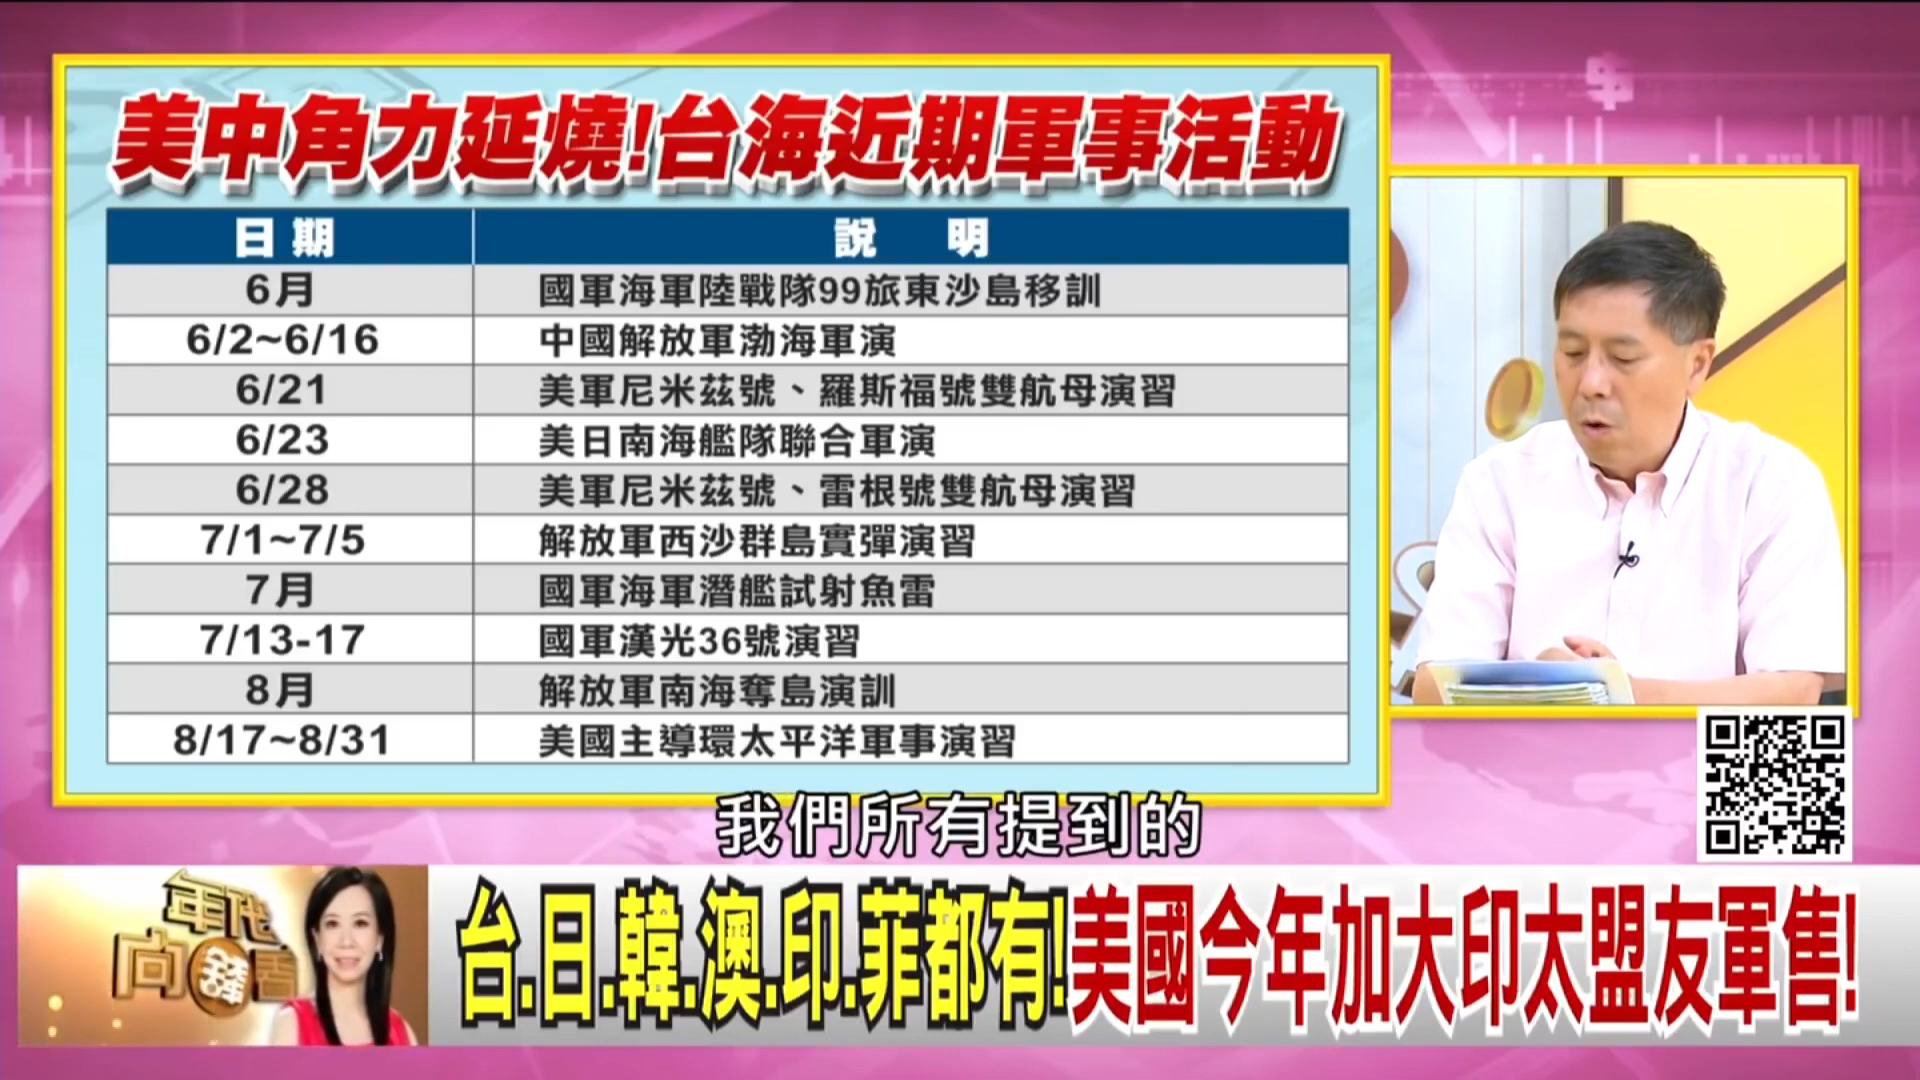 美中角力延燒!台海近期軍事活動
日期 說明
6月 國軍海軍陸戰隊99旅東沙島移訓
6/2~6/16 中國解放軍渤海軍演
6/21 美軍尼米茲號、羅斯福號雙航母演習
6/23 美日南海艦隊聯合軍演
6/28 美軍尼米茲號、雷根號雙航母演習
7/1~7/5 解放軍西沙群島實彈演習
7月 國軍海軍潛艦試射魚雷
7/13-17 國軍漢光36號演習
8月 解放軍南海奪島演訓
8/17~8/31 美國主導環太平洋軍事演習
我們所有提到的
年代
向錢看
台.日.韓.澳.印.菲都有!美國今年加大印太盟友軍售!